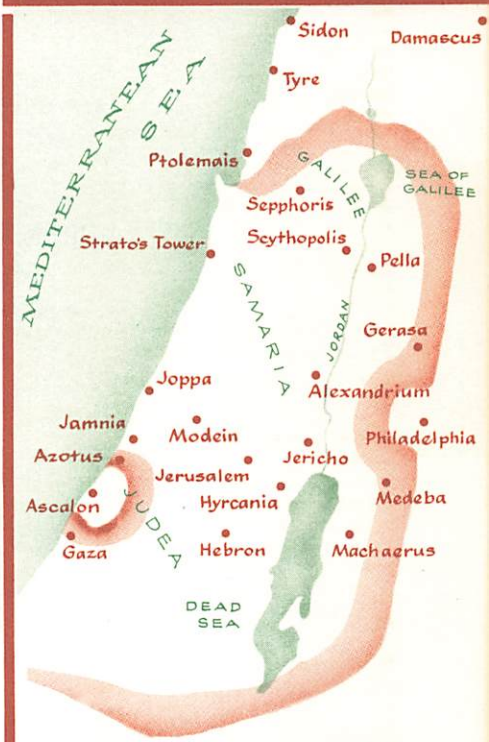 Sidon
Damascus
MEDITERRANEAN
SEA
Tyre
Ptolemais
GALILEE
SEA OF
GALILEE
Sepphoris
Strato's Tower
Scythopolis
Pella
SAMARIA
JORDAN
Gerasa
Joppa
Alexandrium
Jamnia
Modein
Philadelphia
Azotus
Jerusalem
Jericho
Ascalon
JUDEA
Hyrcania
Medeba
Gaza
Hebron
Machaerus
DEAD
SEA